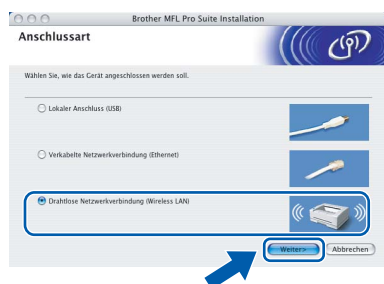 Brother MFL Pro Suite Installation
Anschlussart
Wählen Sie, wie das Gerät angeschlossen werden soll.
Lokaler Anschluss (USB)
Verkabelte Netzwerkverbindung (Ethernet)
Drahtlose Netzwerkverbindung (Wireless LAN)
Weiter> Abbrechen